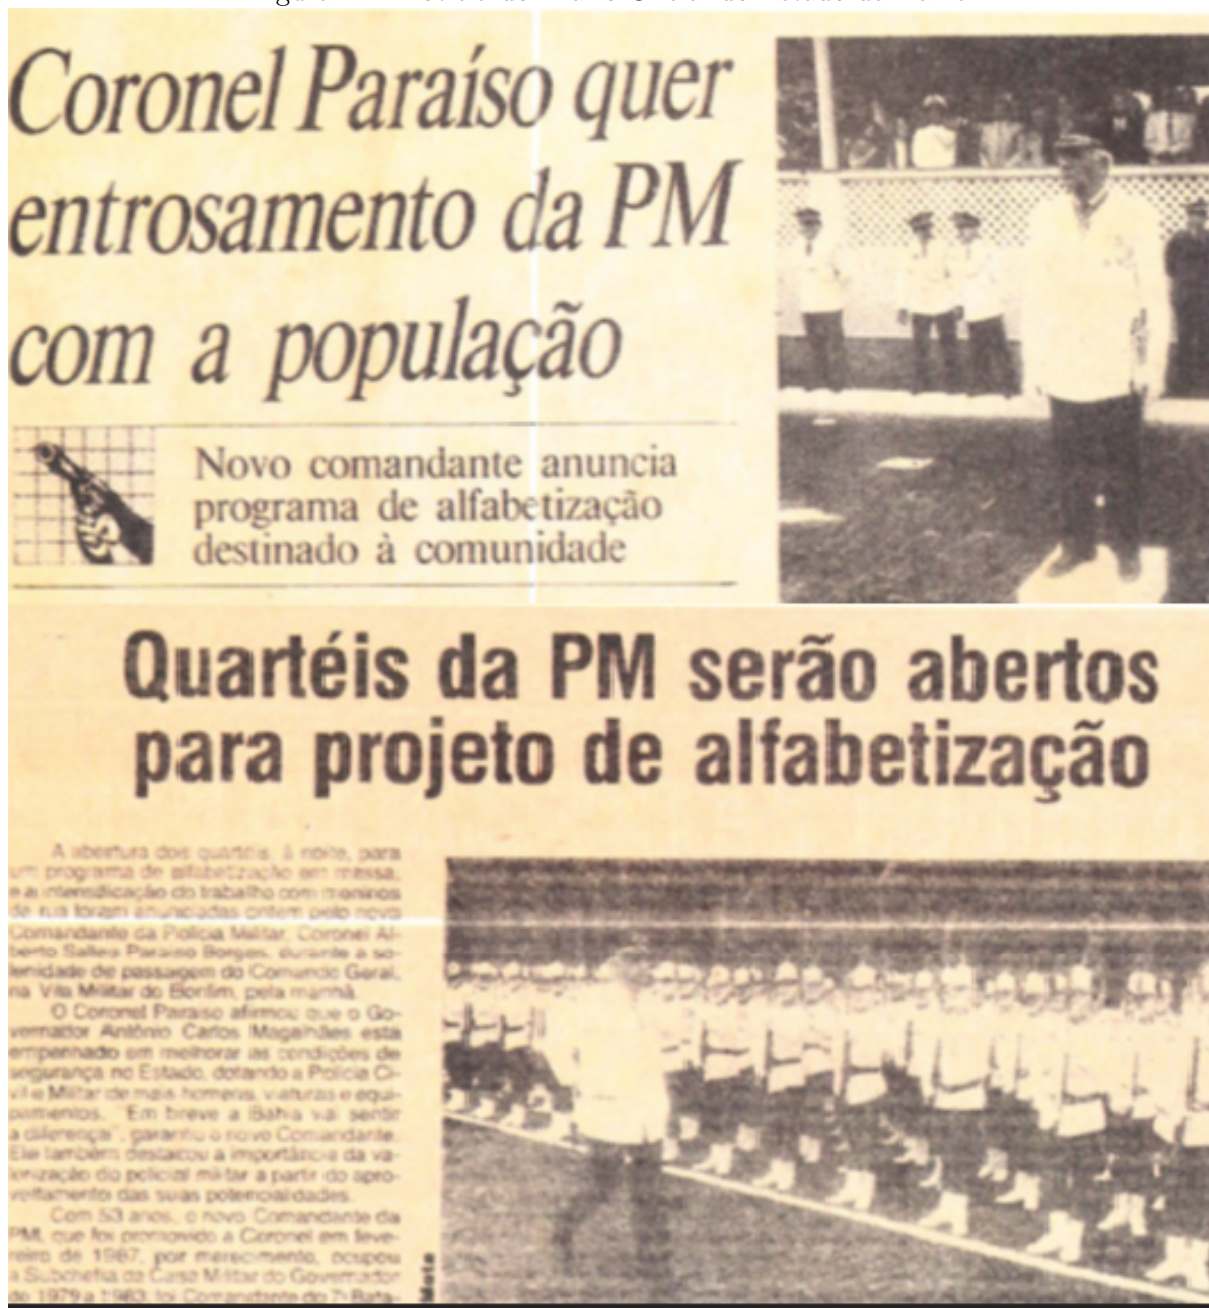 Coronel Paraíso quer
entrosamento da PM
com a população
Novo comandante anuncia
programa de alfabetização
destinado à comunidade
Quartéis da PM serão abertos
para projeto de alfabetização
A abertura dos quartéis, à noite, para
um programa de alfabetização em massa,
e a intensificação do trabalho com meninos
de rua foram anunciadas ontem pelo novo
Comandante da Polícia Militar, Coronel Al-
berto Salles Paraíso Borges, durante a so-
lenidade de passagem do Comando Geral,
na Vila Militar do Bonfim, pela manhã.
O Coronel Paraíso afirmou que o Go-
vernador Antônio Carlos Magalhães está
empenhado em melhorar as condições de
segurança no Estado, dotando a Polícia Ci-
vil e Militar de mais homens, viaturas e equi-
pamentos. "Em breve a Bahia vai sentir
a diferença", garantiu o novo Comandante.
Ele também destacou a importância da va-
lorização do policial militar a partir do apro-
veitamento das suas potencialidades.
Com 53 anos, o novo Comandante da
PM, que foi promovido a Coronel em feve-
reiro de 1987, por merecimento, ocupou
a Subchefia da Casa Militar do Governador
de 1979 a 1983, foi Comandante do 7º Bata-
Mota